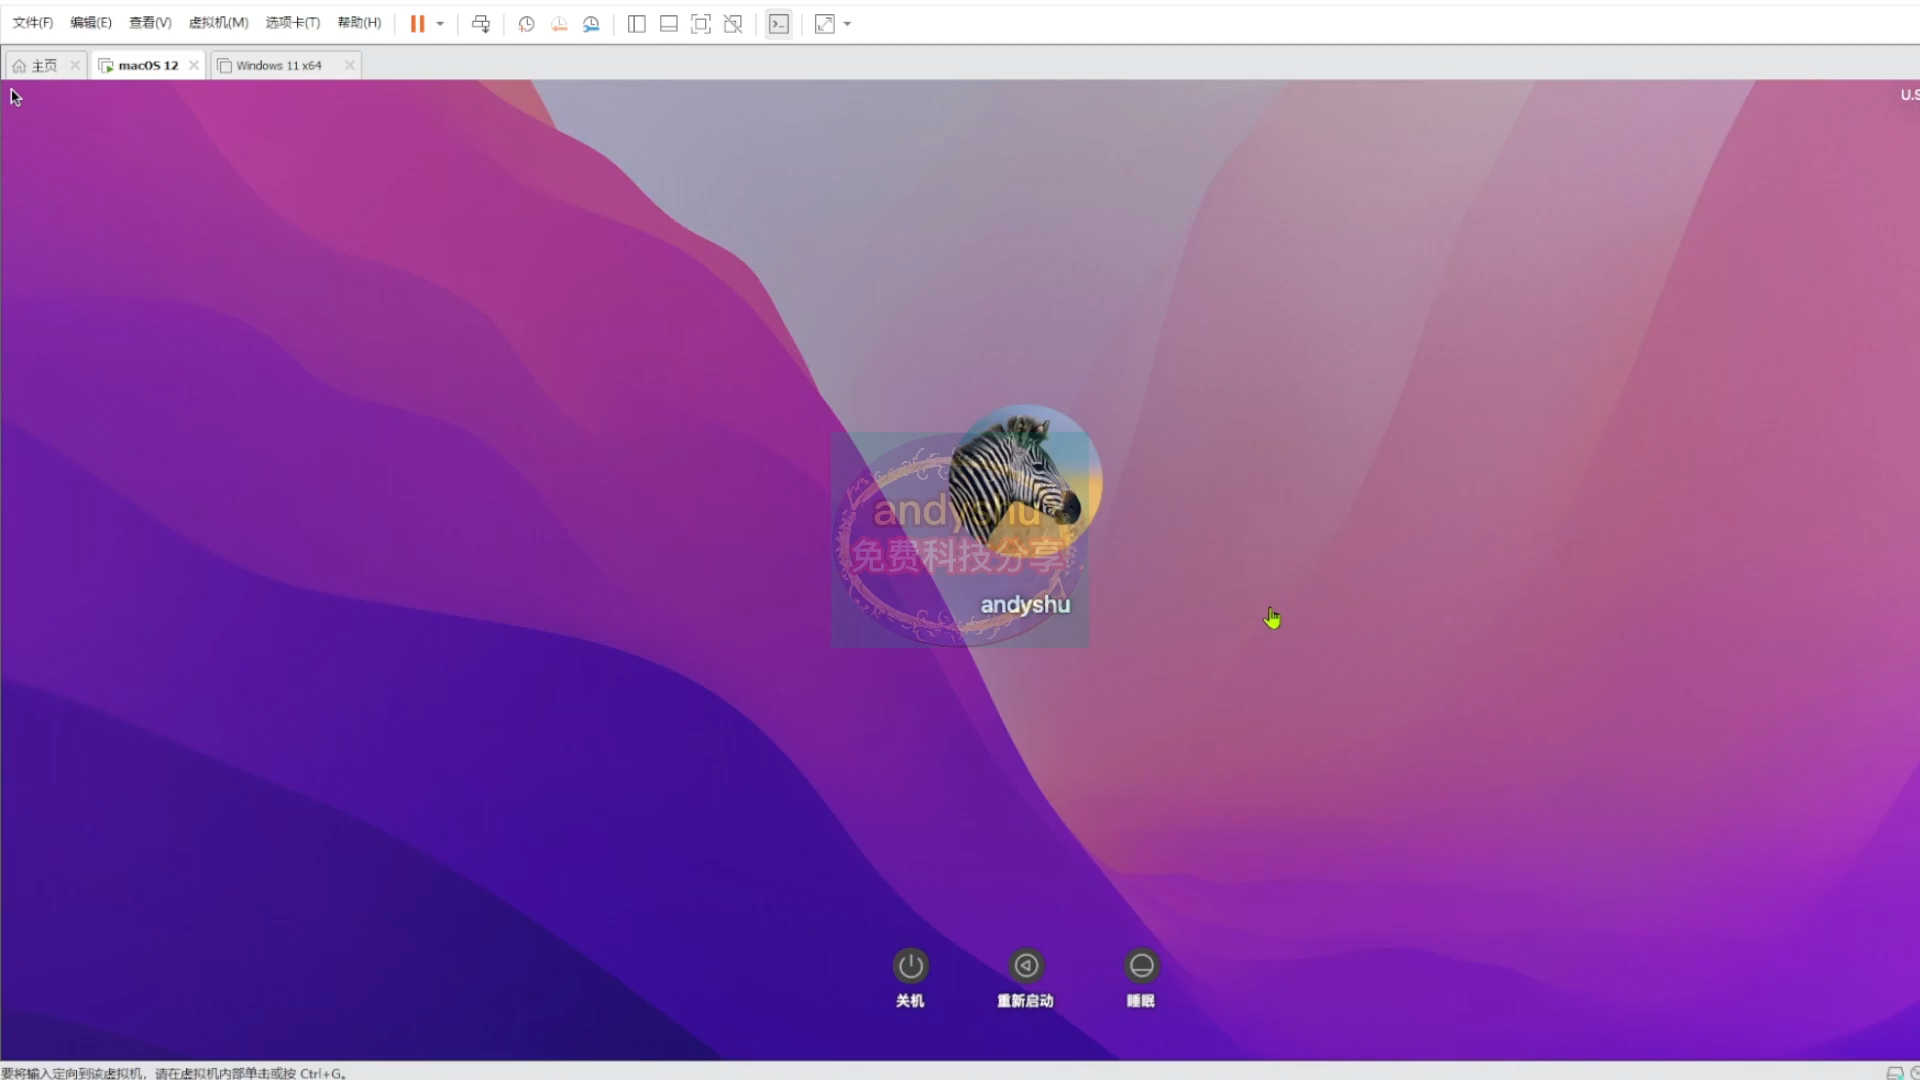 文件(F) 编辑(E) 查看(V) 虚拟机(M) 选项卡(T) 帮助(H)
主页 macOS 12 Windows 11 x64
U.S
andyshu
免费科技分享
andyshu
关机 重新启动 睡眠
要将输入定向到该虚拟机，请在虚拟机内部单击或按 Ctrl+G。